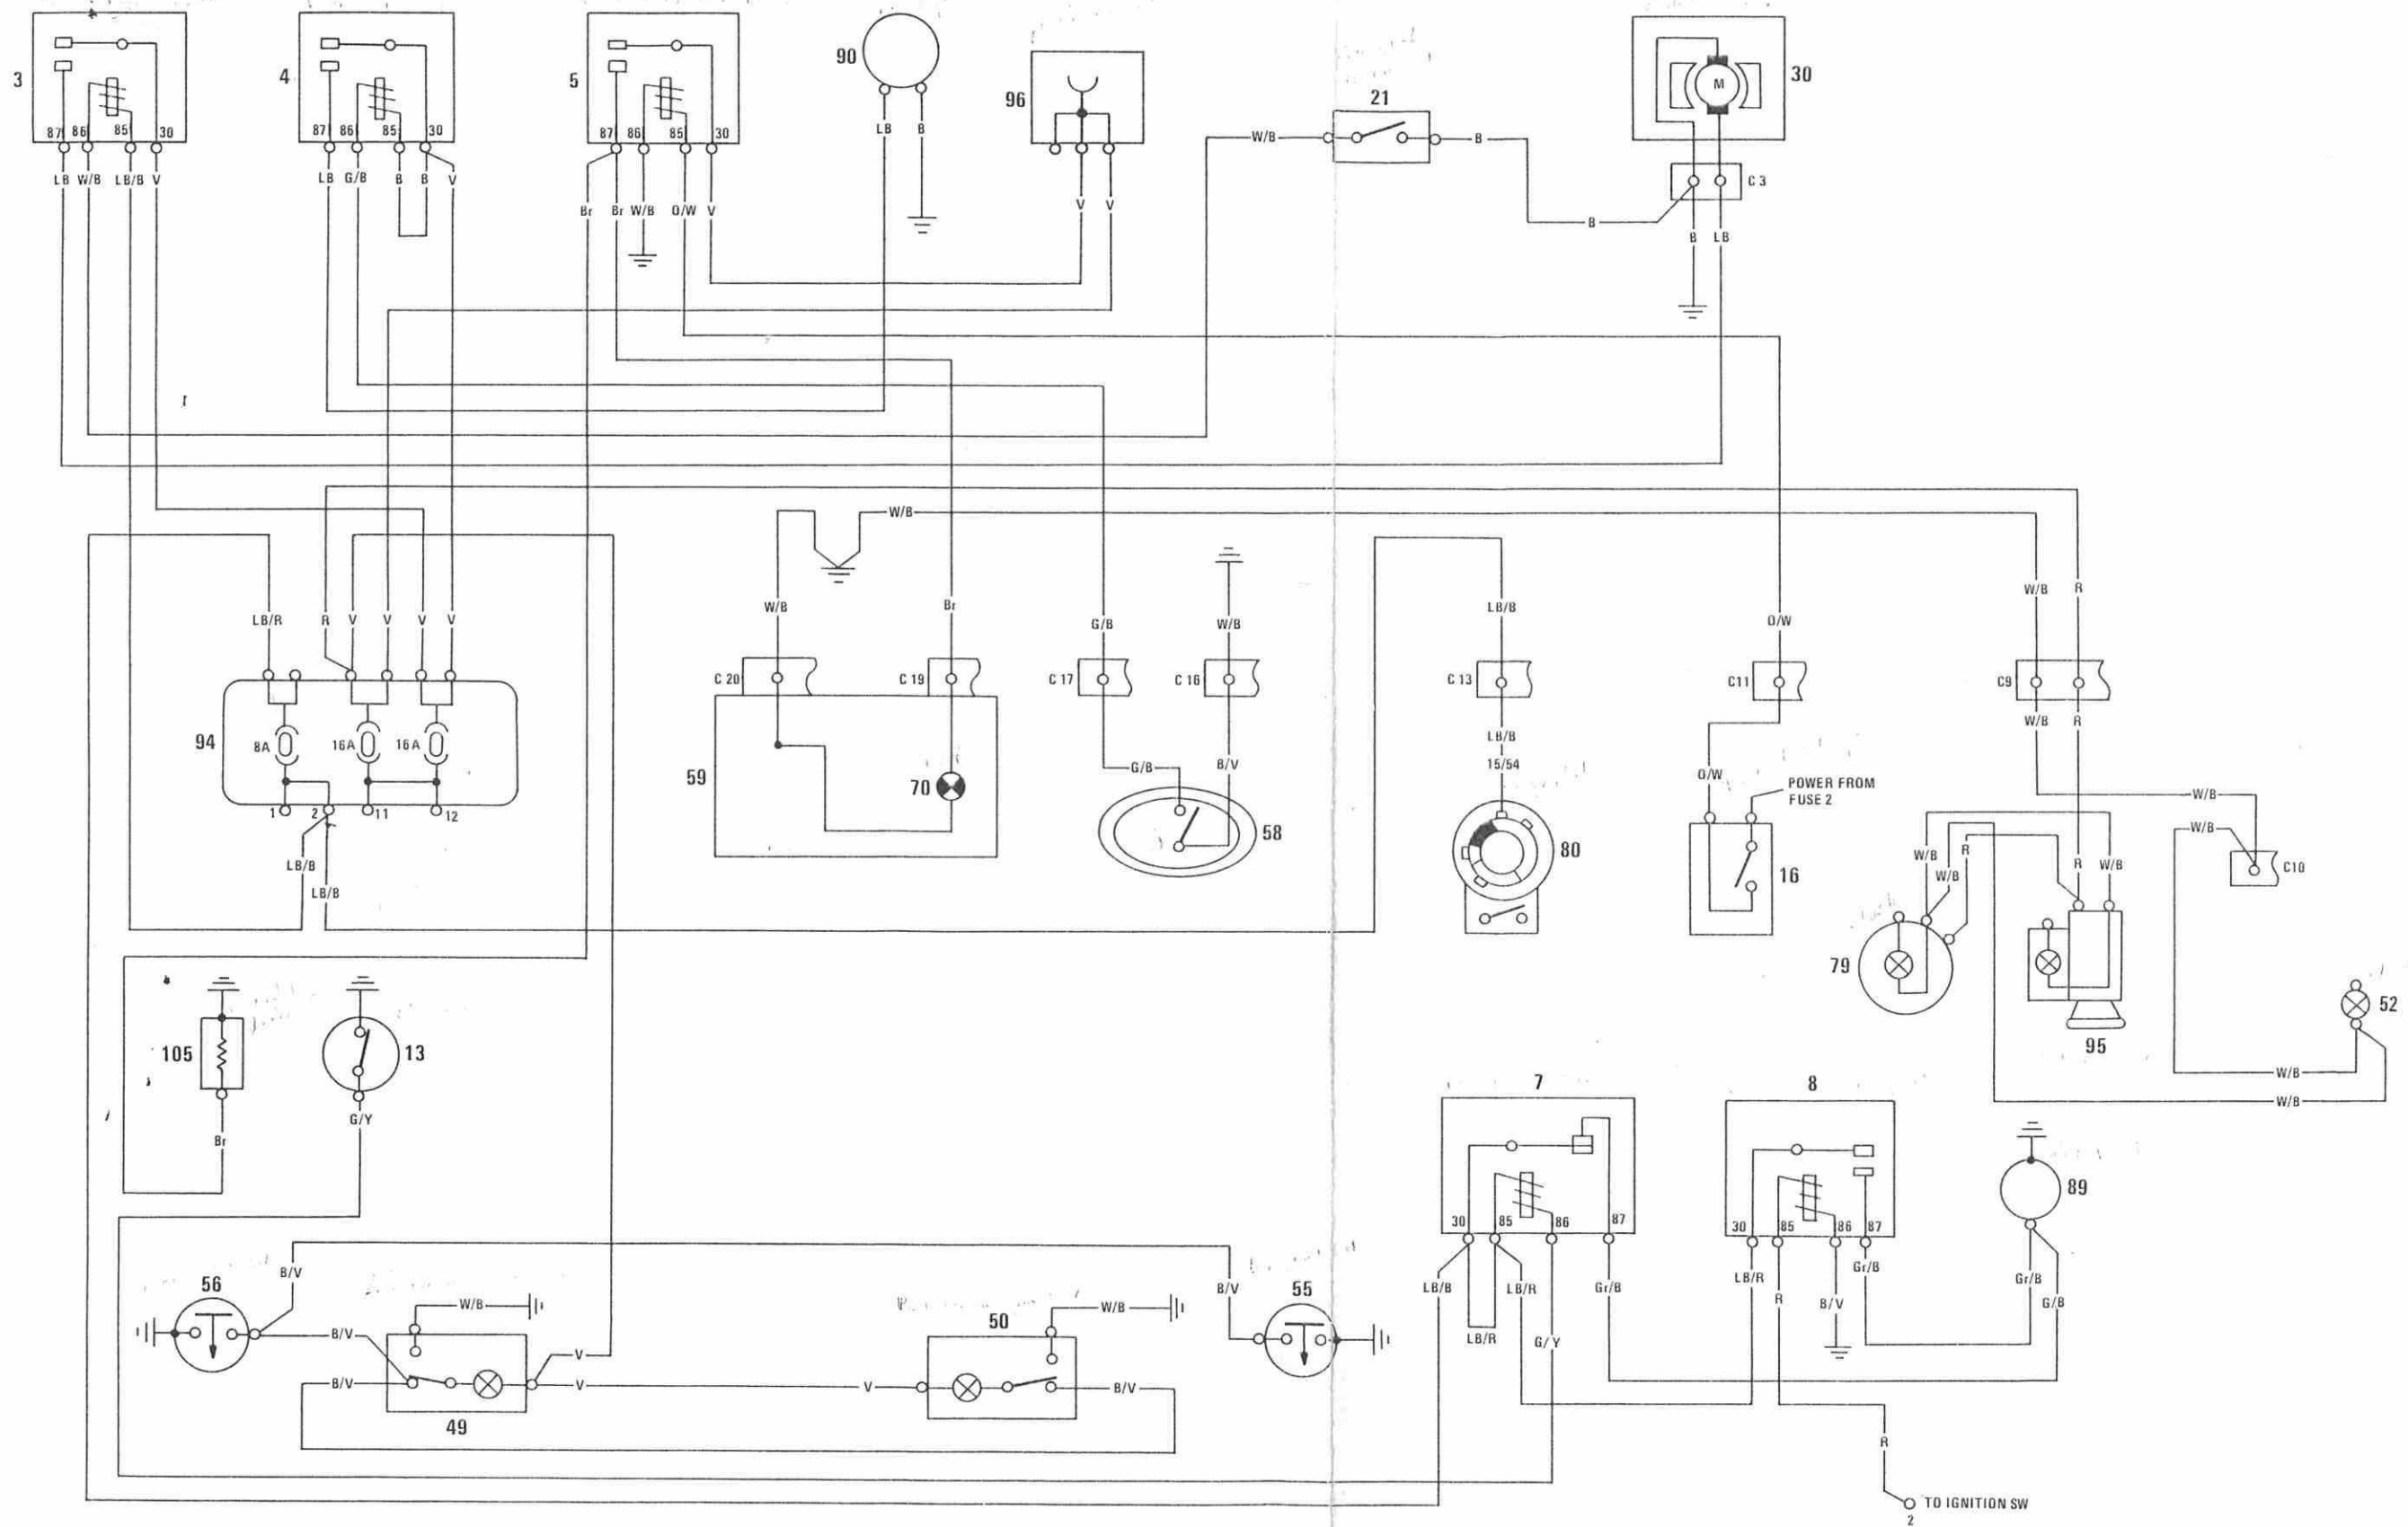 3
87 86 85 30
LB W/B LB/B V
4
87 86 85 30
LB G/B B B V
5
87 86 85 30
Br Br W/B O/W V
90
LB B
96
V V
21
W/B B
B
30
M
C 3
B LB
W/B
LB/R R V V V V
94
8A 16A 16A
1 2 11 12
LB/B
LB/B
W/B Br
C 20 C 19
59
70
G/B W/B
C 17 C 16
G/B B/V
58
LB/B
C 13
LB/B
15/54
80
O/W
C11
O/W
POWER FROM
FUSE 2
16
W/B R
C9
W/B R
W/B
W/B
C10
W/B W/B R R W/B
79
95
52
W/B
W/B
105
Br
13
G/Y
56
B/V
B/V
B/V
W/B
49
V
V V
50
W/B
B/V
B/V
55
7
30 85 86 87
LB/B LB/R Gr/B
LB/R G/Y
8
30 85 86 87
LB/R R B/V Gr/B
89
Gr/B G/B
R
TO IGNITION SW
2